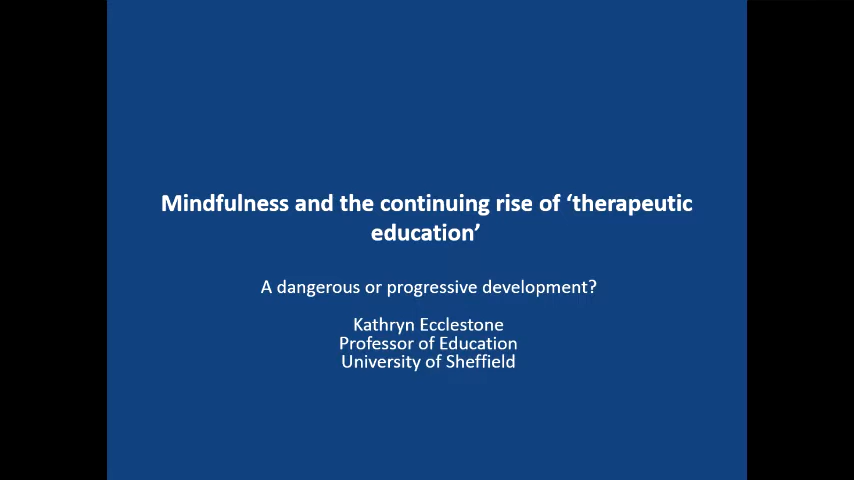 Mindfulness and the continuing rise of ‘therapeutic
education’
A dangerous or progressive development?
Kathryn Ecclestone
Professor of Education
University of Sheffield